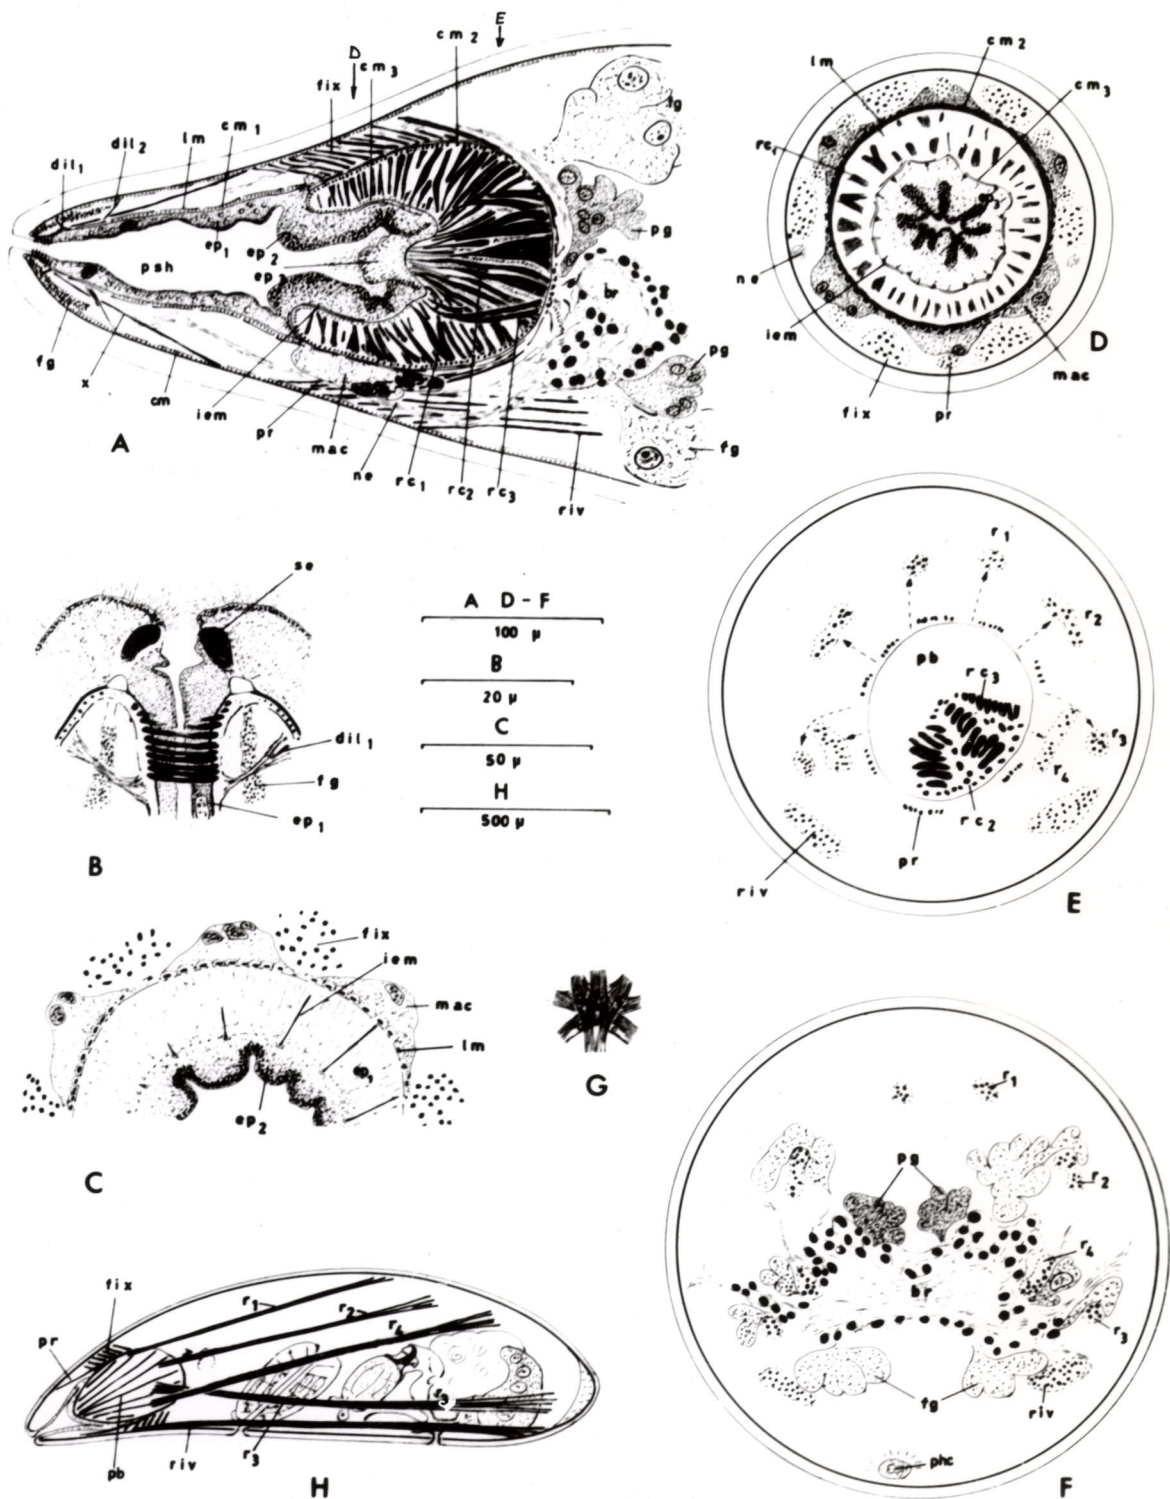 E
D
cm 2
cm 3
fix
cm 1
lm
dil 2
dil 1
fg
pg
ep 1
ep 2
ep 3
psh
br
pg
fg
fg
x
cm
iem
pr
mac
ne
rc 1
rc 2
rc 3
riv
A
cm 2
lm
cm 3
rc 1
ne
iem
fix
pr
mac
D
se
dil 1
fg
ep 1
B
A D-F
100 µ
B
20 µ
C
50 µ
H
500 µ
r 1
r 2
pb
rc 3
r 3
r 4
rc 2
pr
riv
E
fix
iem
mac
lm
ep 1
ep 2
C
G
r 1
pg
r 2
r 4
br
r 3
fg
riv
phc
F
fix
r 1
r 2
r 4
pr
r 3
pb
riv
r 3
H